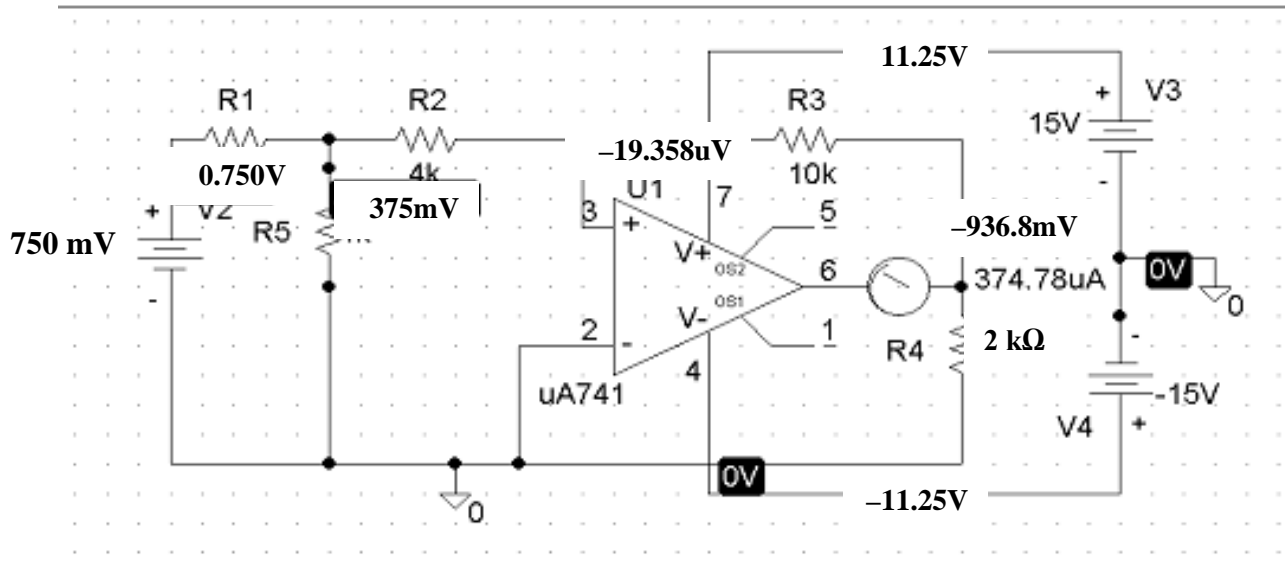 11.25V
R1
R2
R3
+
V3
15V
0.750V
4k
–19.358uV
10k
-
+
V2
R5
375mV
U1
7
3
+
5
–936.8mV
750 mV
V+
OS2
6
374.78uA
0V
0
-
V-
OS1
2
-
1
R4
2 kΩ
-
4
uA741
-15V
V4
+
0V
0
–11.25V